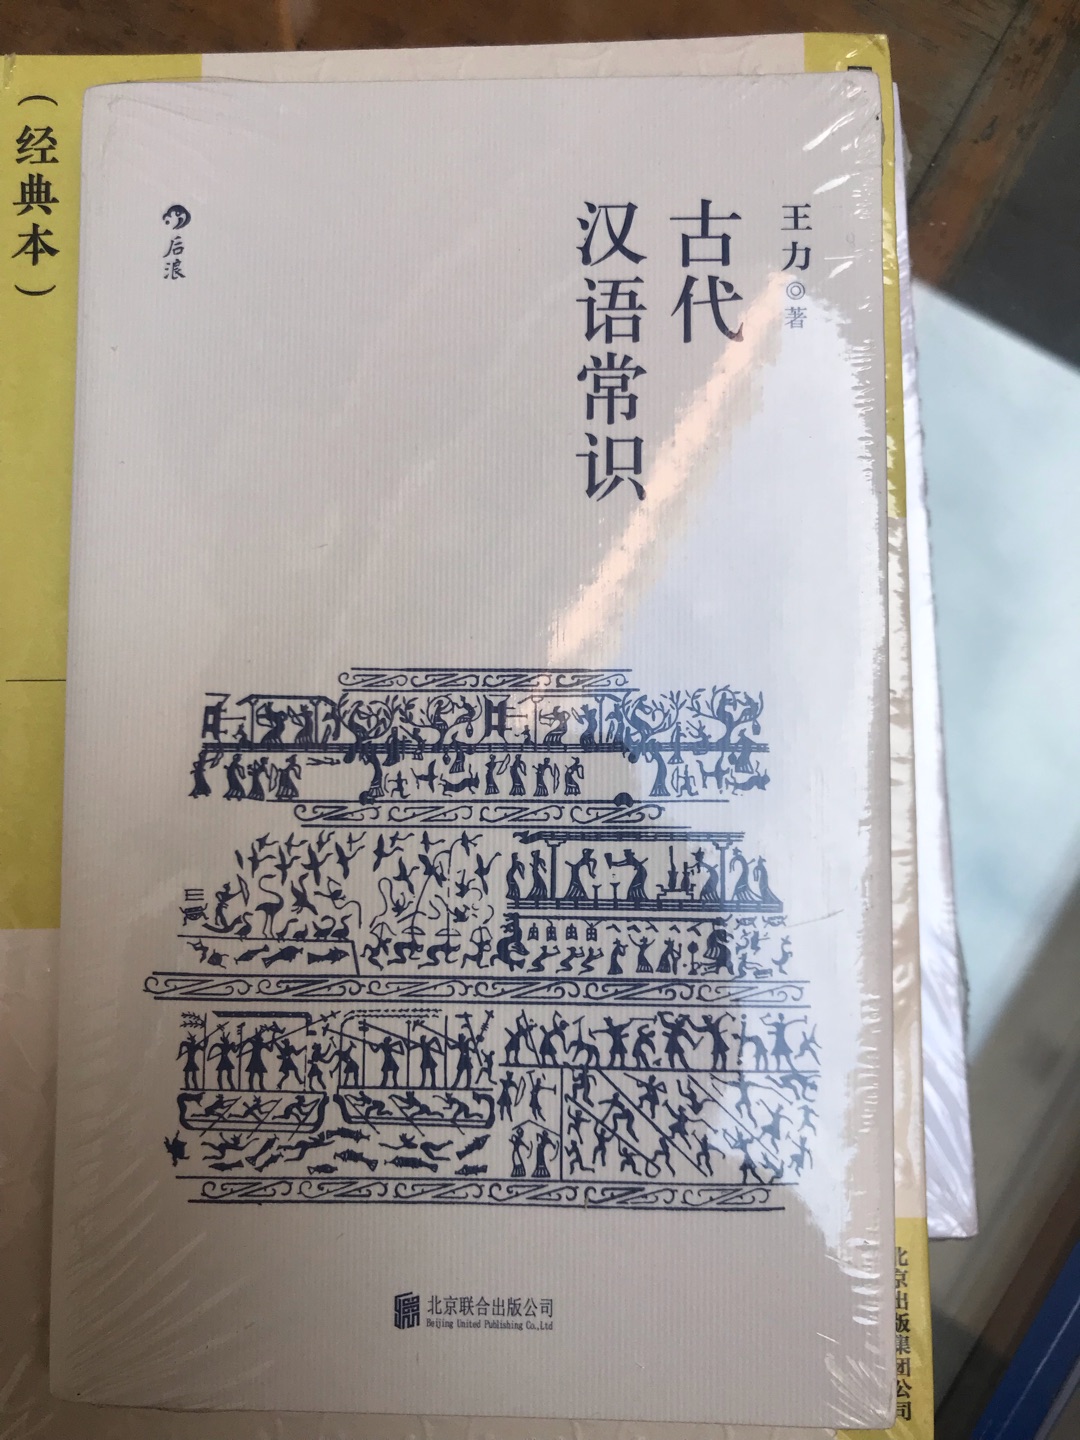 王力◎著
古代
汉语常识
后浪
北京联合出版公司
Beijing United Publishing Co.,Ltd
（经典本）
北京出版集团公司